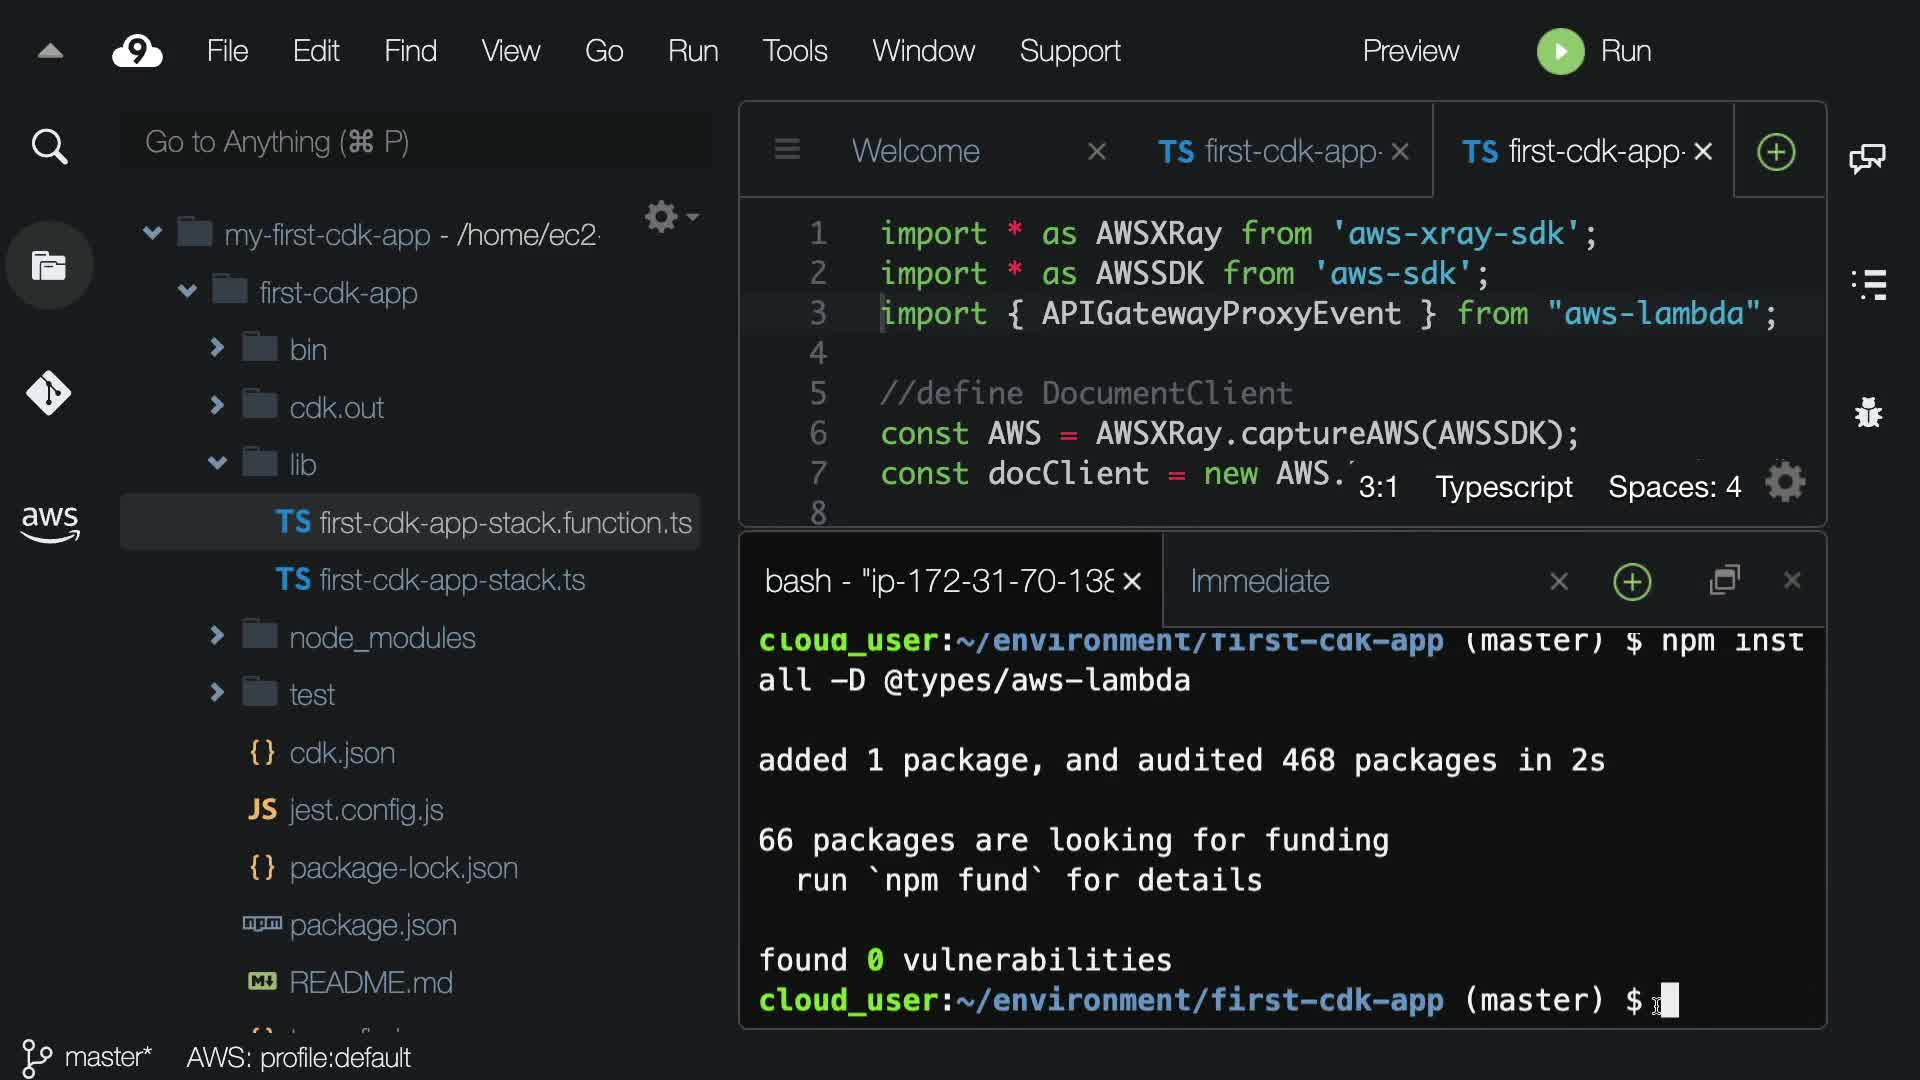 9 File Edit Find View Go Run Tools Window Support Preview Run
Go to Anything (⌘ P)
Welcome
TS first-cdk-app-
TS first-cdk-app-
my-first-cdk-app - /home/ec2-
first-cdk-app
bin
cdk.out
lib
TS first-cdk-app-stack.function.ts
TS first-cdk-app-stack.ts
node_modules
test
{} cdk.json
JS jest.config.js
{} package-lock.json
npm package.json
M↓ README.md
aws
1 import * as AWSXRay from 'aws-xray-sdk';
2 import * as AWSSDK from 'aws-sdk';
3 import { APIGatewayProxyEvent } from "aws-lambda";
4
5 //define DocumentClient
6 const AWS = AWSXRay.captureAWS(AWSSDK);
7 const docClient = new AWS.
8
3:1 Typescript Spaces: 4
bash - "ip-172-31-70-138
Immediate
cloud_user:~/environment/first-cdk-app (master) $ npm inst
all -D @types/aws-lambda
added 1 package, and audited 468 packages in 2s
66 packages are looking for funding
run `npm fund` for details
found 0 vulnerabilities
cloud_user:~/environment/first-cdk-app (master) $
master* AWS: profile:default